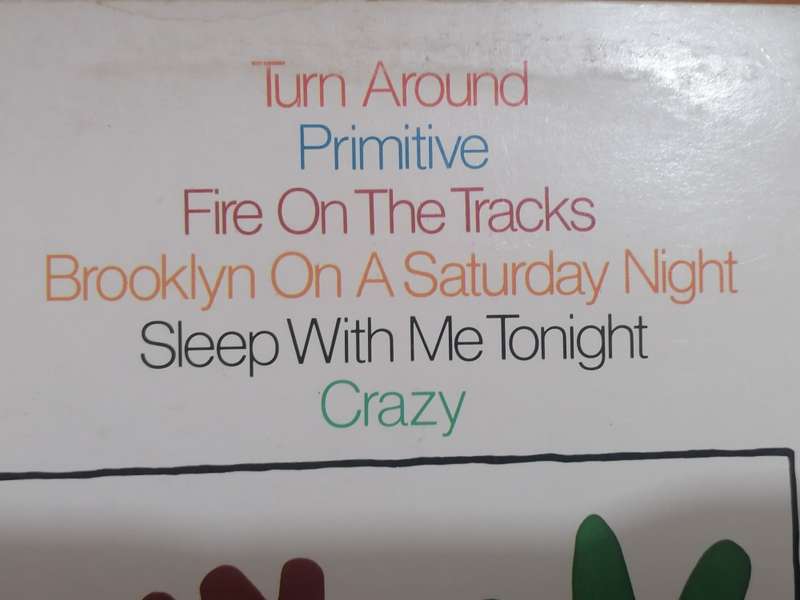 Turn Around
Primitive
Fire On The Tracks
Brooklyn On A Saturday Night
Sleep With Me Tonight
Crazy